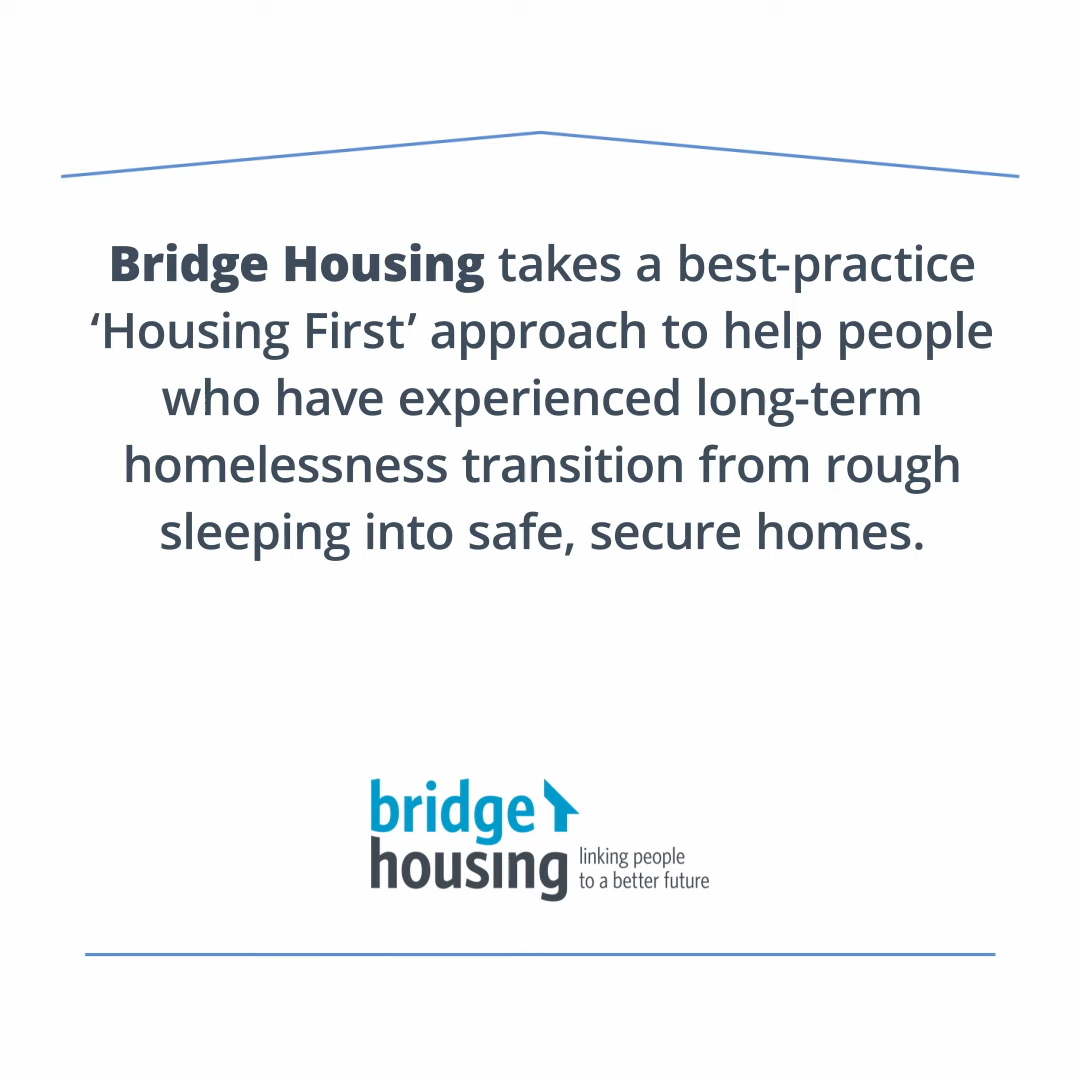 Bridge Housing takes a best-practice
‘Housing First’ approach to help people
who have experienced long-term
homelessness transition from rough
sleeping into safe, secure homes.
bridge
housing
linking people
to a better future